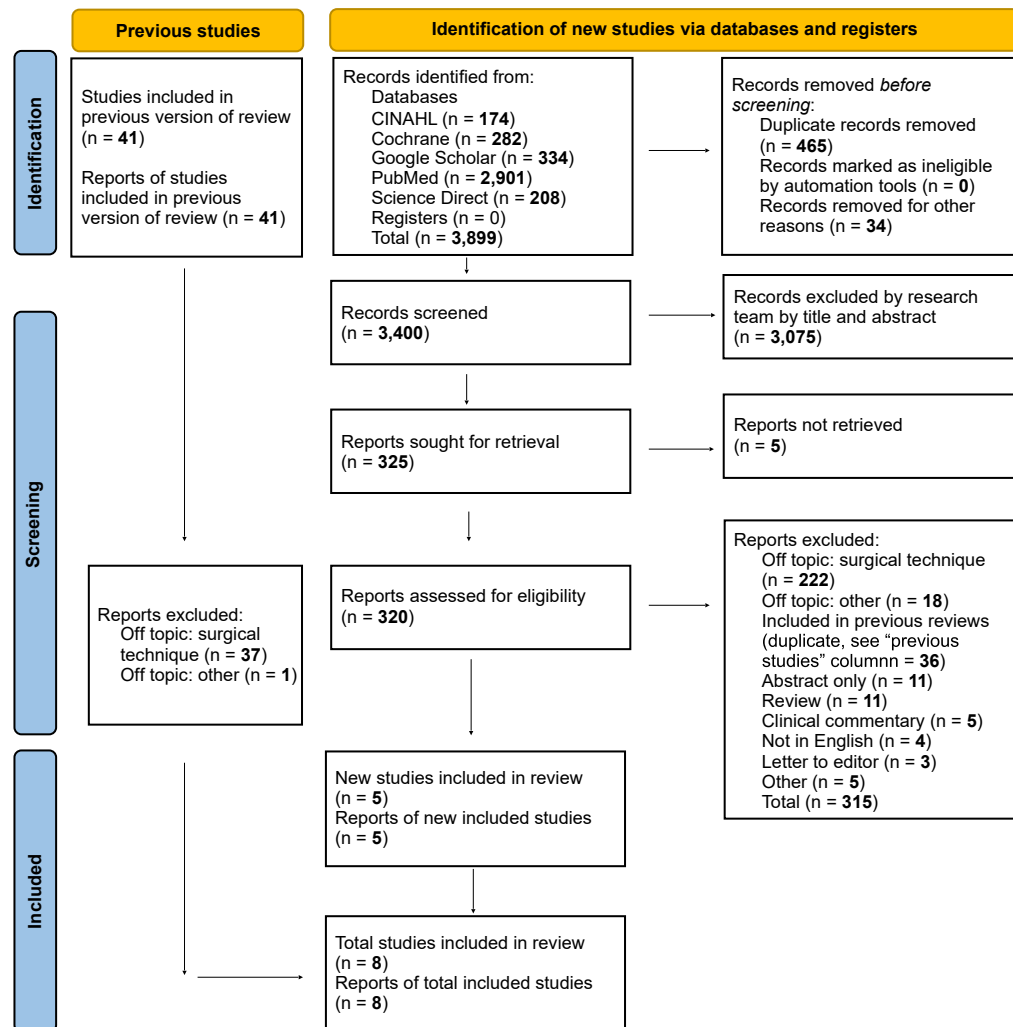 Previous studies
Identification of new studies via databases and registers
Identification
Studies included in
previous version of review
(n = 41)
Reports of studies
included in previous
version of review (n = 41)
Records identified from:
Databases
CINAHL (n = 174)
Cochrane (n = 282)
Google Scholar (n = 334)
PubMed (n = 2,901)
Science Direct (n = 208)
Registers (n = 0)
Total (n = 3,899)
Records removed before
screening:
Duplicate records removed
(n = 465)
Records marked as ineligible
by automation tools (n = 0)
Records removed for other
reasons (n = 34)
Screening
Records screened
(n = 3,400)
Records excluded by research
team by title and abstract
(n = 3,075)
Reports sought for retrieval
(n = 325)
Reports not retrieved
(n = 5)
Reports excluded:
Off topic: surgical
technique (n = 37)
Off topic: other (n = 1)
Reports assessed for eligibility
(n = 320)
Reports excluded:
Off topic: surgical technique
(n = 222)
Off topic: other (n = 18)
Included in previous reviews
(duplicate, see “previous
studies” columnn = 36)
Abstract only (n = 11)
Review (n = 11)
Clinical commentary (n = 5)
Not in English (n = 4)
Letter to editor (n = 3)
Other (n = 5)
Total (n = 315)
Included
New studies included in review
(n = 5)
Reports of new included studies
(n = 5)
Total studies included in review
(n = 8)
Reports of total included studies
(n = 8)